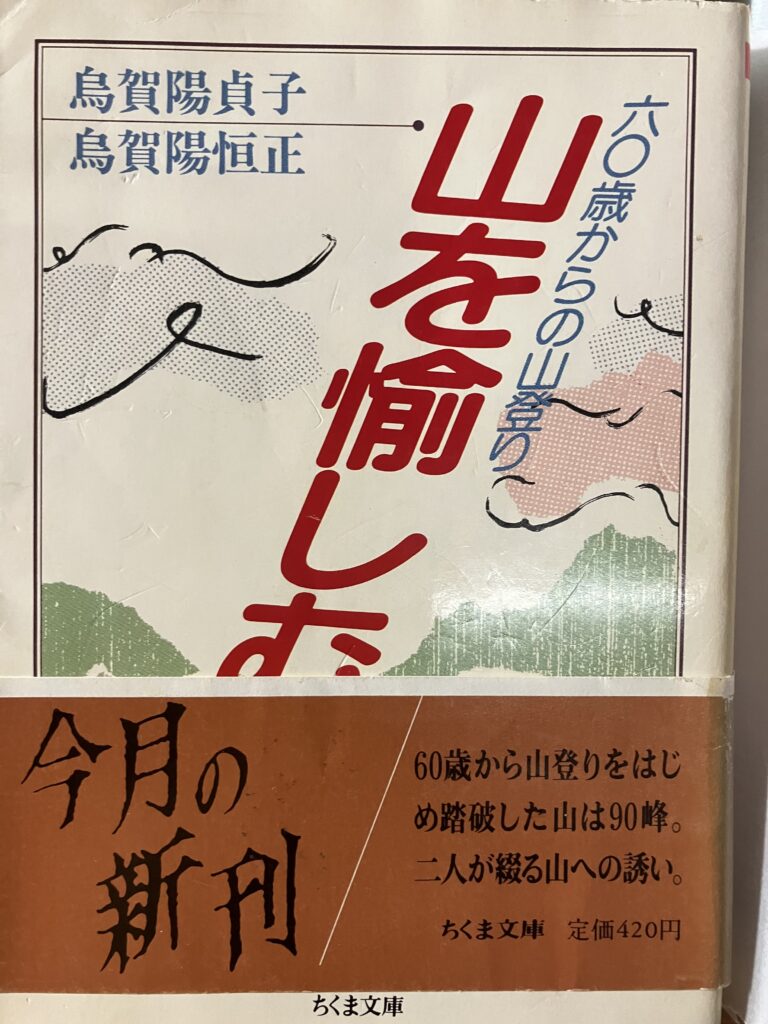 烏賀陽貞子
烏賀陽恒正
六〇歳からの山登り
山を愉しむ
今月の
新刊
60歳から山登りをはじ
め踏破した山は90峰。
二人が綴る山への誘い。
ちくま文庫 定価420円
ちくま文庫